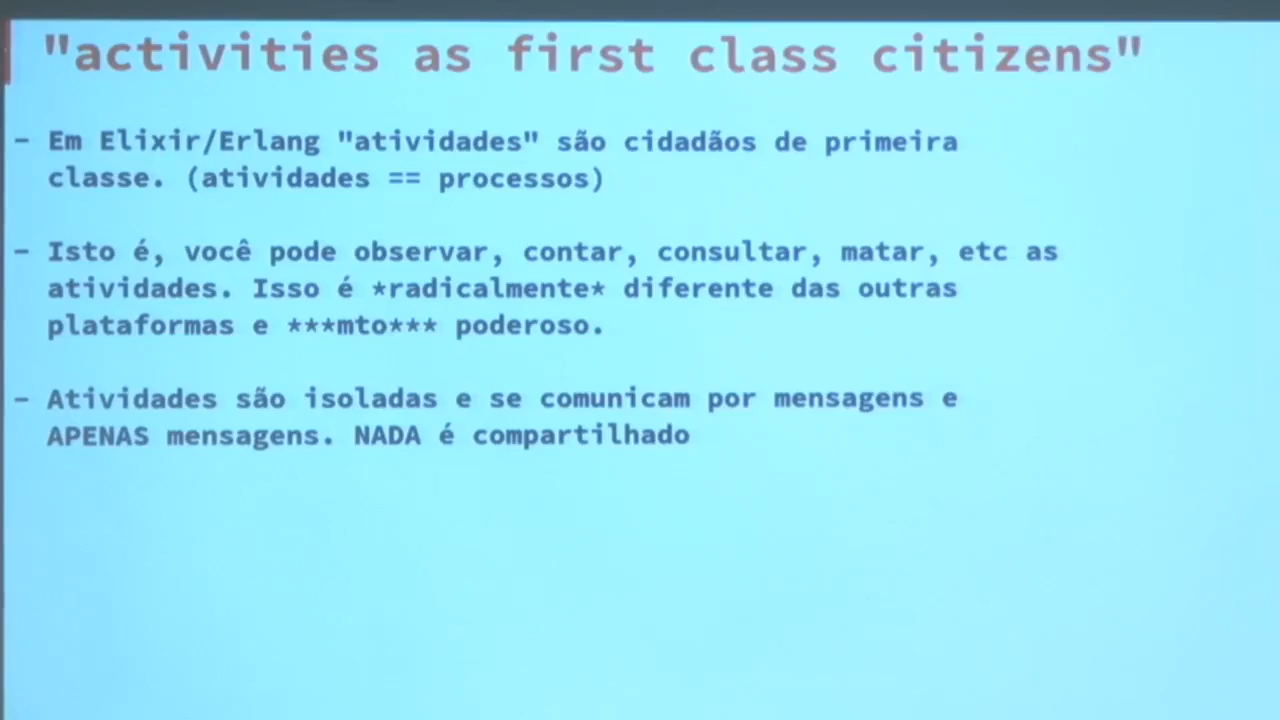 "activities as first class citizens"
- Em Elixir/Erlang "atividades" são cidadãos de primeira
classe. (atividades == processos)
- Isto é, você pode observar, contar, consultar, matar, etc as
atividades. Isso é *radicalmente* diferente das outras
plataformas e ***mto*** poderoso.
- Atividades são isoladas e se comunicam por mensagens e
APENAS mensagens. NADA é compartilhado